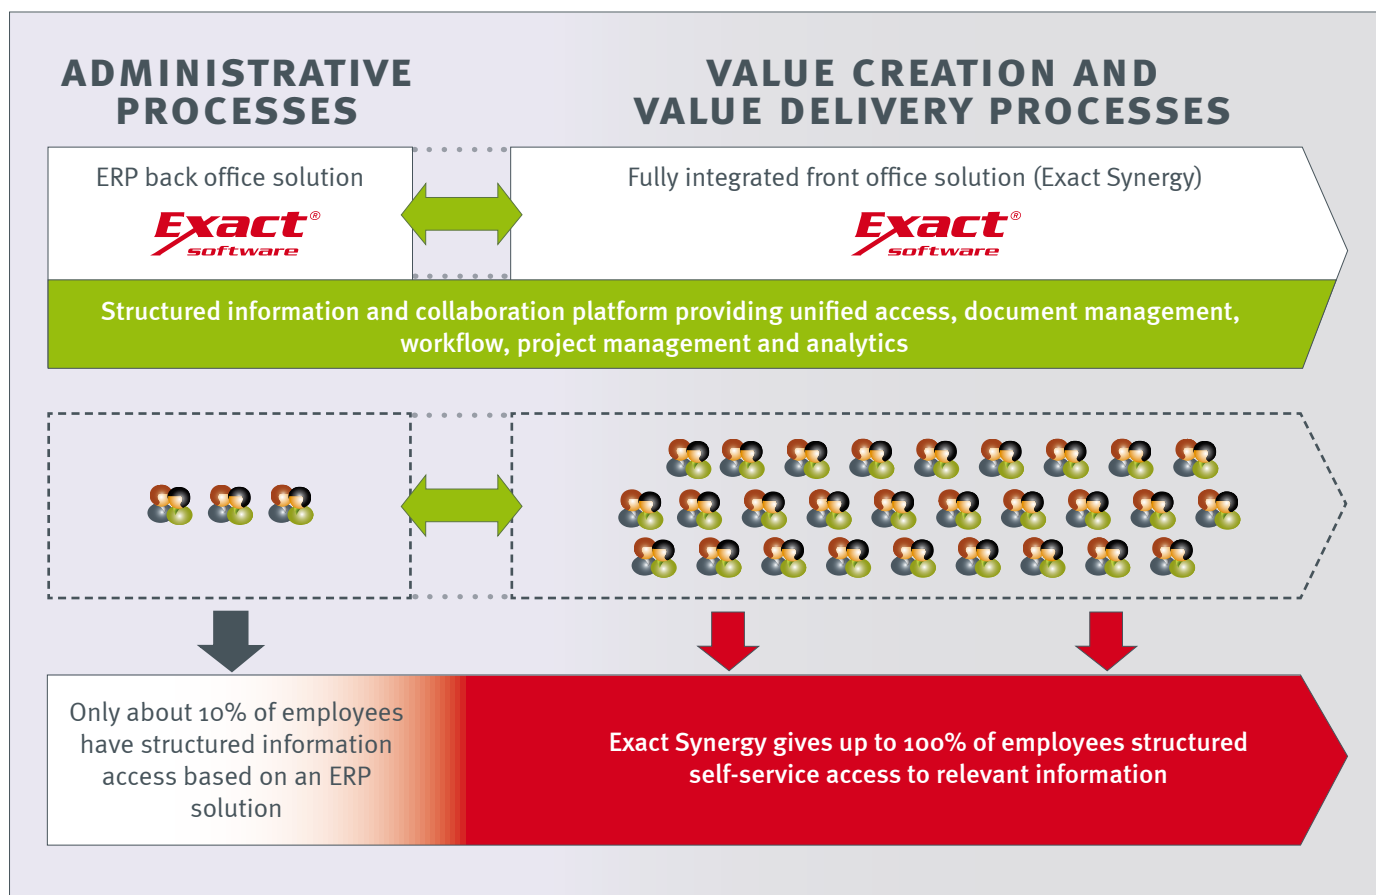 ADMINISTRATIVE
PROCESSES
VALUE CREATION AND
VALUE DELIVERY PROCESSES
ERP back office solution
Exact®
software
Fully integrated front office solution (Exact Synergy)
Exact®
software
Structured information and collaboration platform providing unified access, document management,
workflow, project management and analytics
Only about 10% of employees
have structured information
access based on an ERP
solution
Exact Synergy gives up to 100% of employees structured
self-service access to relevant information